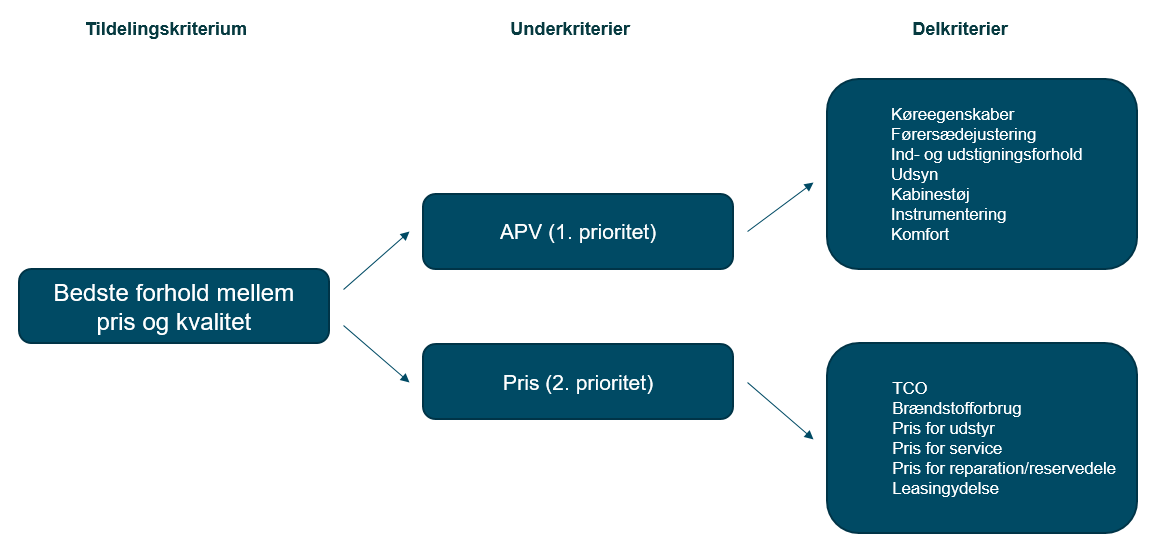 Tildelingskriterium
Underkriterier
Delkriterier
Bedste forhold mellem
pris og kvalitet
APV (1. prioritet)
Pris (2. prioritet)
Køreegenskaber
Førersædejustering
Ind- og udstigningsforhold
Udsyn
Kabinestøj
Instrumentering
Komfort
TCO
Brændstofforbrug
Pris for udstyr
Pris for service
Pris for reparation/reservedele
Leasingydelse